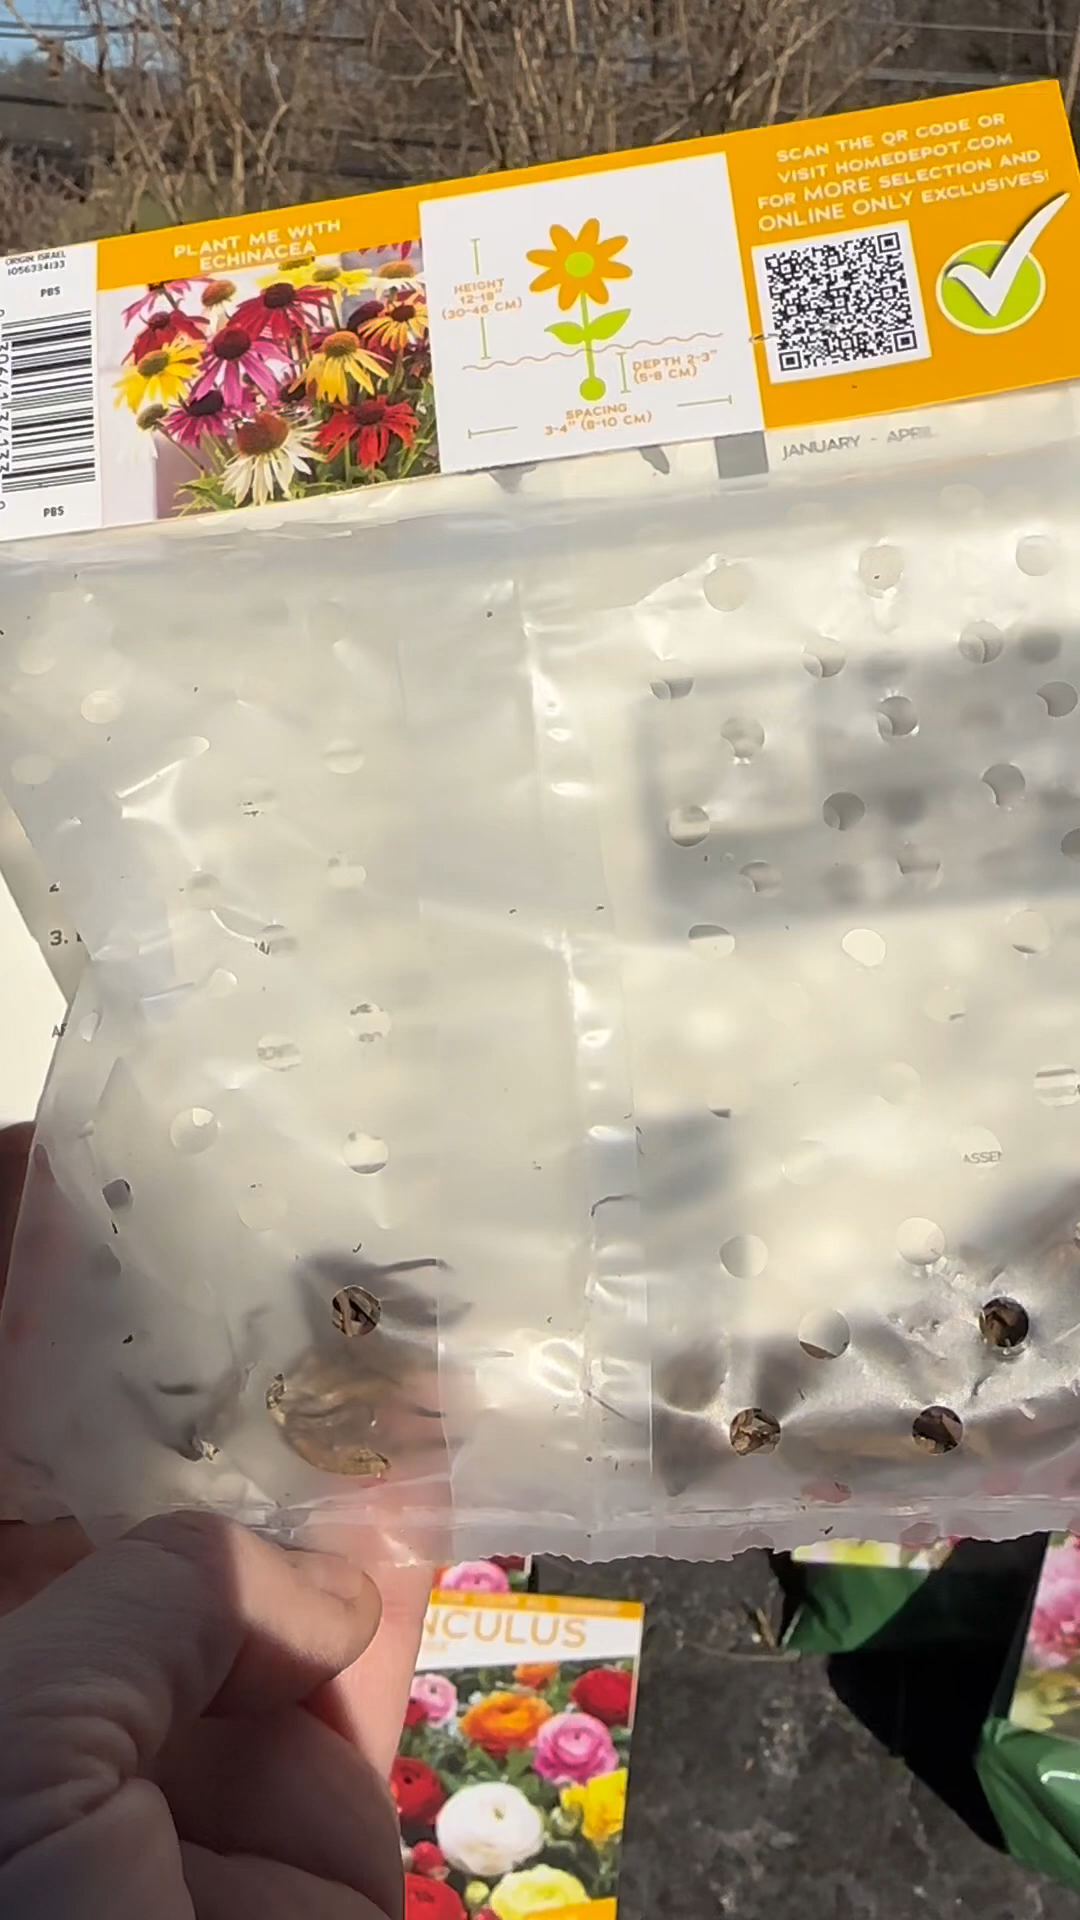 ORIGIN: ISRAEL
1056334133
PBS
PBS
PLANT ME WITH
ECHINACEA
HEIGHT
12-18"
(30-46 CM)
DEPTH 2-3"
(5-8 CM)
SPACING
3-4" (8-10 CM)
SCAN THE QR CODE OR
VISIT HOMEDEPOT.COM
FOR MORE SELECTION AND
ONLINE ONLY EXCLUSIVES!
JANUARY - APRIL
3.
ASSE
NCULUS